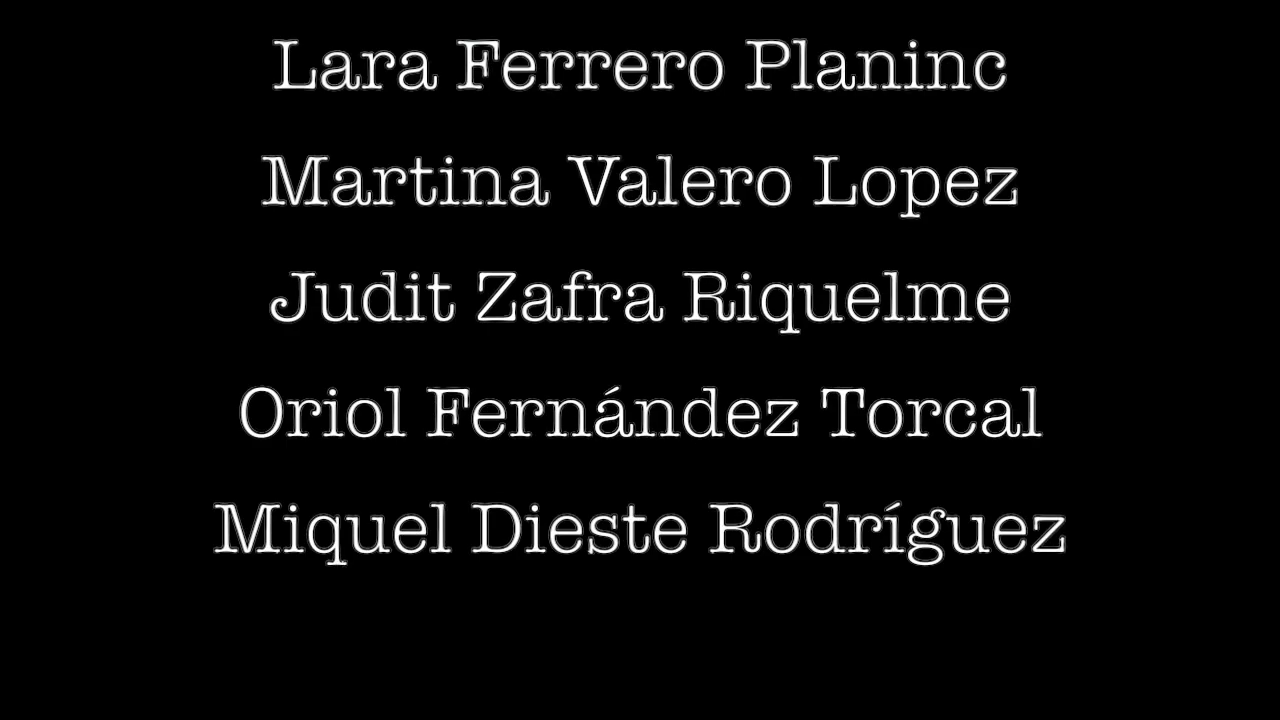 Lara Ferrero Planinc
Martina Valero Lopez
Judit Zafra Riquelme
Oriol Fernández Torcal
Miquel Dieste Rodríguez